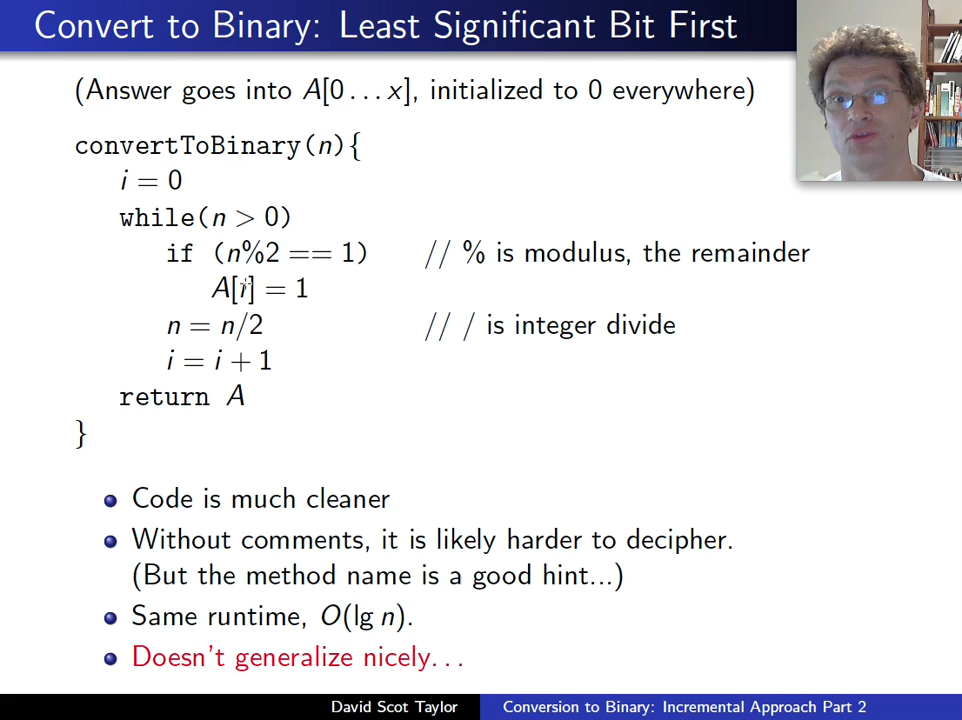 Convert to Binary: Least Significant Bit First
(Answer goes into A[0 . . . x], initialized to 0 everywhere)
convertToBinary(n){
i = 0
while(n > 0)
if (n%2 == 1) // % is modulus, the remainder
A[i] = 1
n = n/2 // / is integer divide
i = i + 1
return A
}
Code is much cleaner
Without comments, it is likely harder to decipher.
(But the method name is a good hint...)
Same runtime, O(lg n).
Doesn't generalize nicely. . .
David Scot Taylor Conversion to Binary: Incremental Approach Part 2